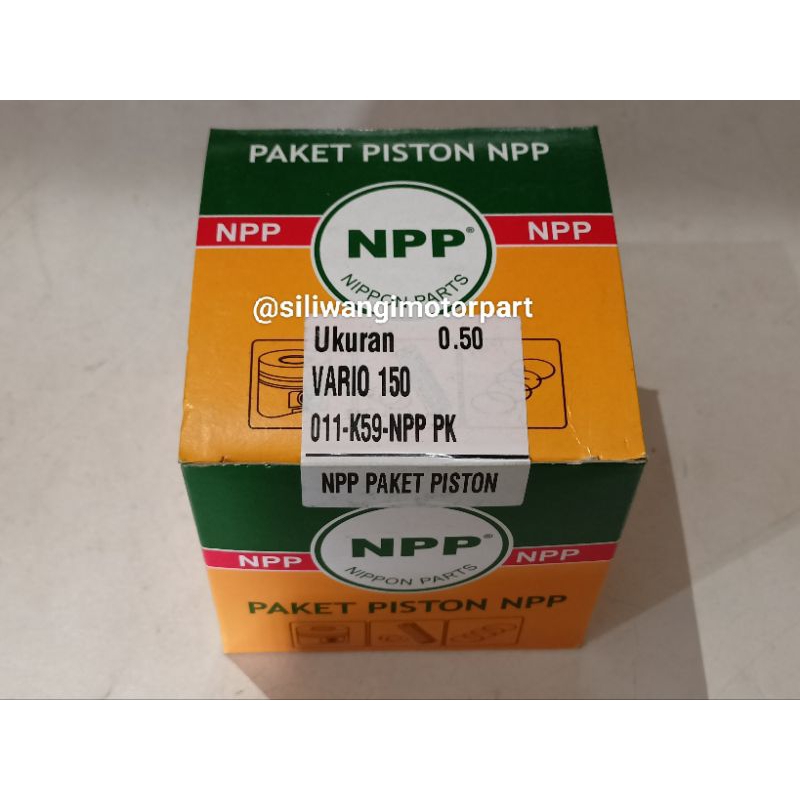 PAKET PISTON NPP
NPP
NPP®
NPP
NIPPON PARTS
@siliwangimotorpart
Ukuran 0.50
VARIO 150
011-K59-NPP PK
NPP PAKET PISTON
NPP
NPP®
NPP
NIPPON PARTS
PAKET PISTON NPP